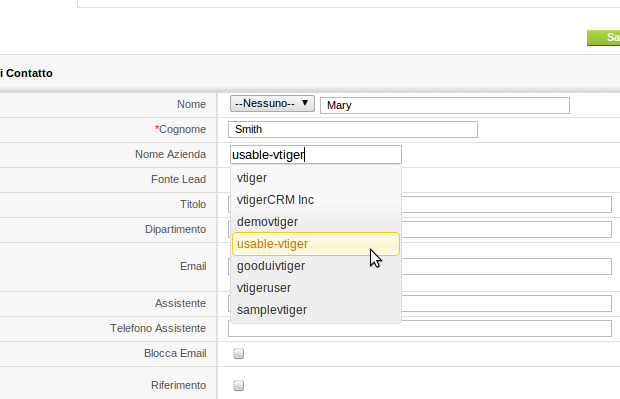 Sa
i Contatto
Nome --Nessuno-- Mary
*Cognome Smith
Nome Azienda usable-vtiger
Fonte Lead vtiger
vtigerCRM Inc
Titolo
demovtiger
Dipartimento
usable-vtiger
Email gooduivtiger
vtigeruser
Assistente samplevtiger
Telefono Assistente
Blocca Email
Riferimento